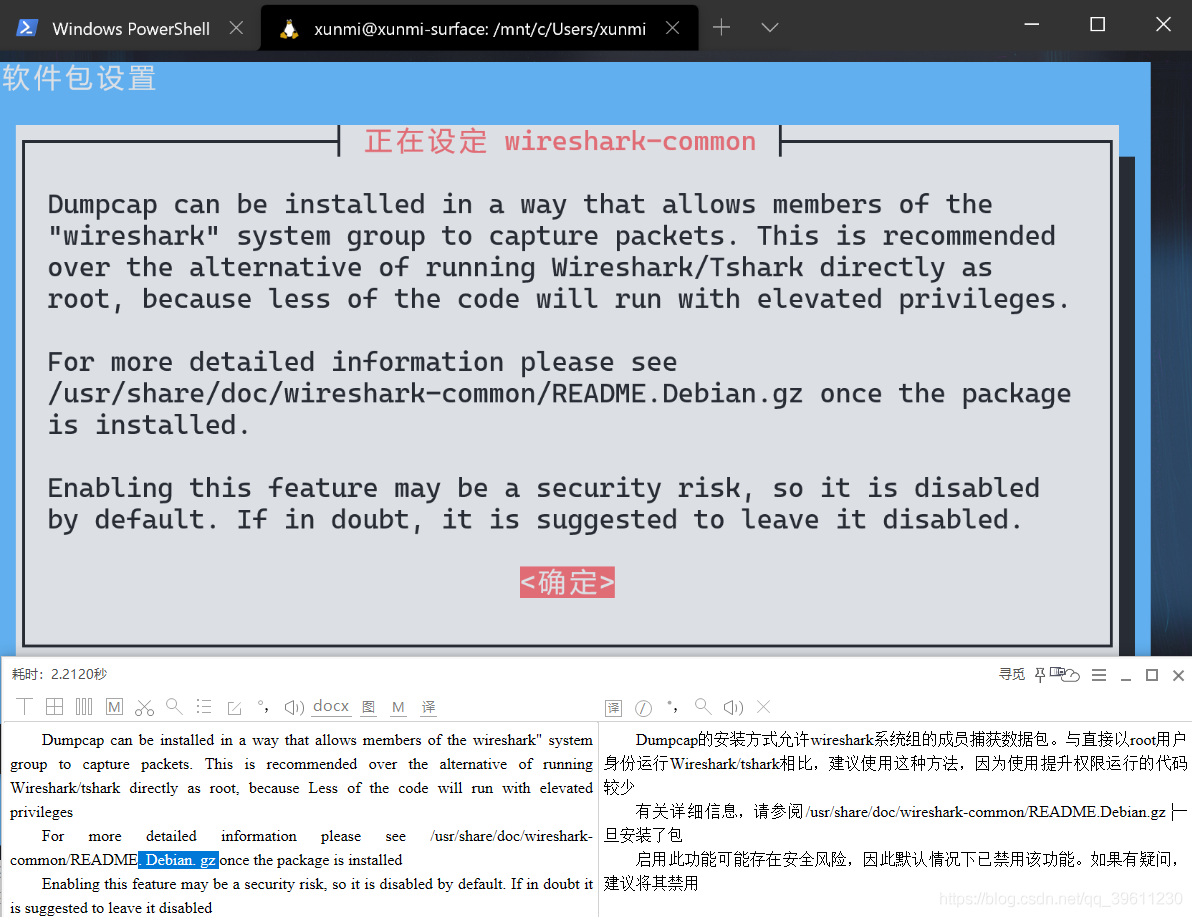 Windows PowerShell
xunmi@xunmi-surface: /mnt/c/Users/xunmi
软件包设置
正在设定 wireshark-common
Dumpcap can be installed in a way that allows members of the
"wireshark" system group to capture packets. This is recommended
over the alternative of running Wireshark/Tshark directly as
root, because less of the code will run with elevated privileges.
For more detailed information please see
/usr/share/doc/wireshark-common/README.Debian.gz once the package
is installed.
Enabling this feature may be a security risk, so it is disabled
by default. If in doubt, it is suggested to leave it disabled.
<确定>
耗时：2.2120秒
寻觅
M docx 图 M 译
译
Dumpcap can be installed in a way that allows members of the wireshark" system
group to capture packets. This is recommended over the alternative of running
Wireshark/tshark directly as root, because Less of the code will run with elevated
privileges
For more detailed information please see /usr/share/doc/wireshark-
common/README. Debian. gz once the package is installed
Enabling this feature may be a security risk, so it is disabled by default. If in doubt it
is suggested to leave it disabled
Dumpcap的安装方式允许wireshark系统组的成员捕获数据包。与直接以root用户
身份运行Wireshark/tshark相比，建议使用这种方法，因为使用提升权限运行的代码
较少
有关详细信息，请参阅/usr/share/doc/wireshark-common/README.Debian.gz 一
旦安装了包
启用此功能可能存在安全风险，因此默认情况下已禁用该功能。如果有疑问，
建议将其禁用
https://blog.csdn.net/qq_39611230